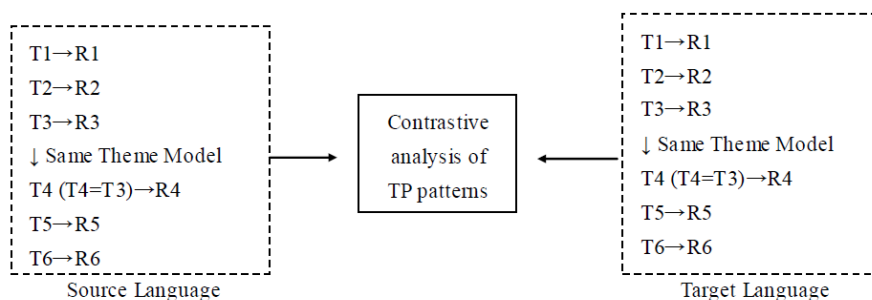 T1→R1
T2→R2
T3→R3
↓ Same Theme Model
T4 (T4=T3)→R4
T5→R5
T6→R6
Source Language
Contrastive
analysis of
TP patterns
T1→R1
T2→R2
T3→R3
↓ Same Theme Model
T4 (T4=T3)→R4
T5→R5
T6→R6
Target Language